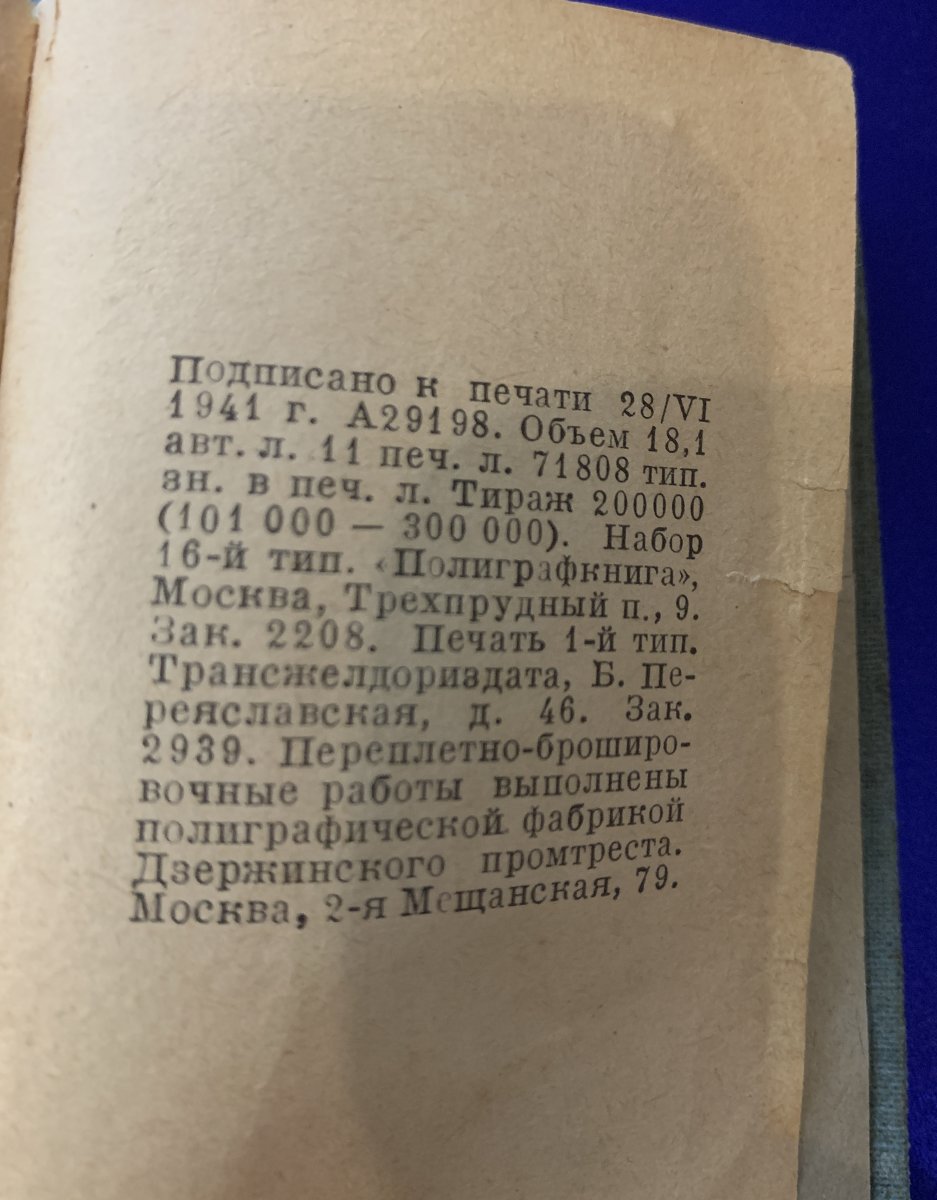 Подписано к печати 28/VI
1941 г. А29198. Объем 18,1
авт. л. 11 печ. л. 71808 тип.
зн. в печ. л. Тираж 200000
(101 000 — 300 000). Набор
16-й тип. «Полиграфкнига»,
Москва, Трехпрудный п., 9.
Зак. 2208. Печать 1-й тип.
Трансжелдориздата, Б. Пе-
реяславская, д. 46. Зак.
2939. Переплетно-брошюро-
вочные работы выполнены
полиграфической фабрикой
Дзержинского промтреста.
Москва, 2-я Мещанская, 79.